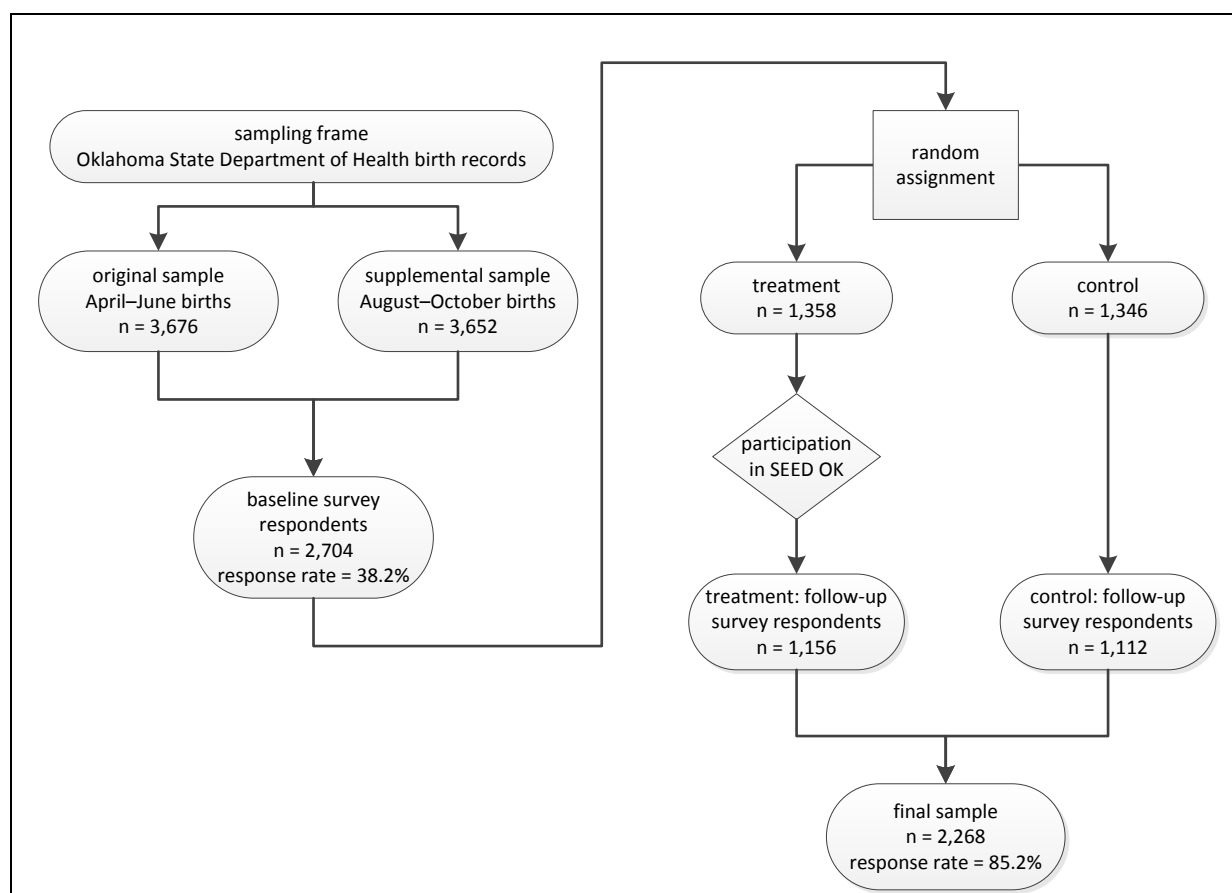 sampling frame
Oklahoma State Department of Health birth records
original sample
April–June births
n = 3,676
supplemental sample
August–October births
n = 3,652
baseline survey
respondents
n = 2,704
response rate = 38.2%
random
assignment
treatment
n = 1,358
control
n = 1,346
participation
in SEED OK
treatment: follow-up
survey respondents
n = 1,156
control: follow-up
survey respondents
n = 1,112
final sample
n = 2,268
response rate = 85.2%